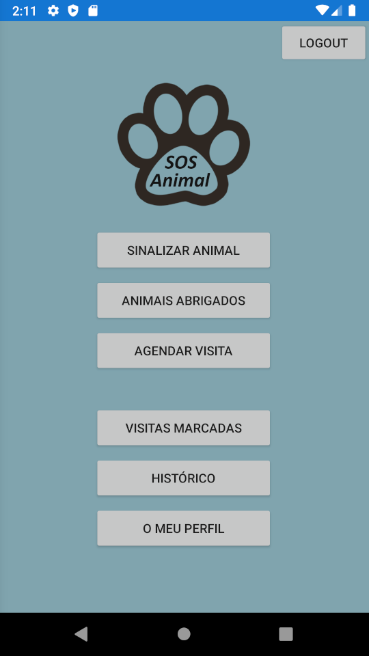 2:11
LOGOUT
SOS
Animal
SINALIZAR ANIMAL
ANIMAIS ABRIGADOS
AGENDAR VISITA
VISITAS MARCADAS
HISTÓRICO
O MEU PERFIL